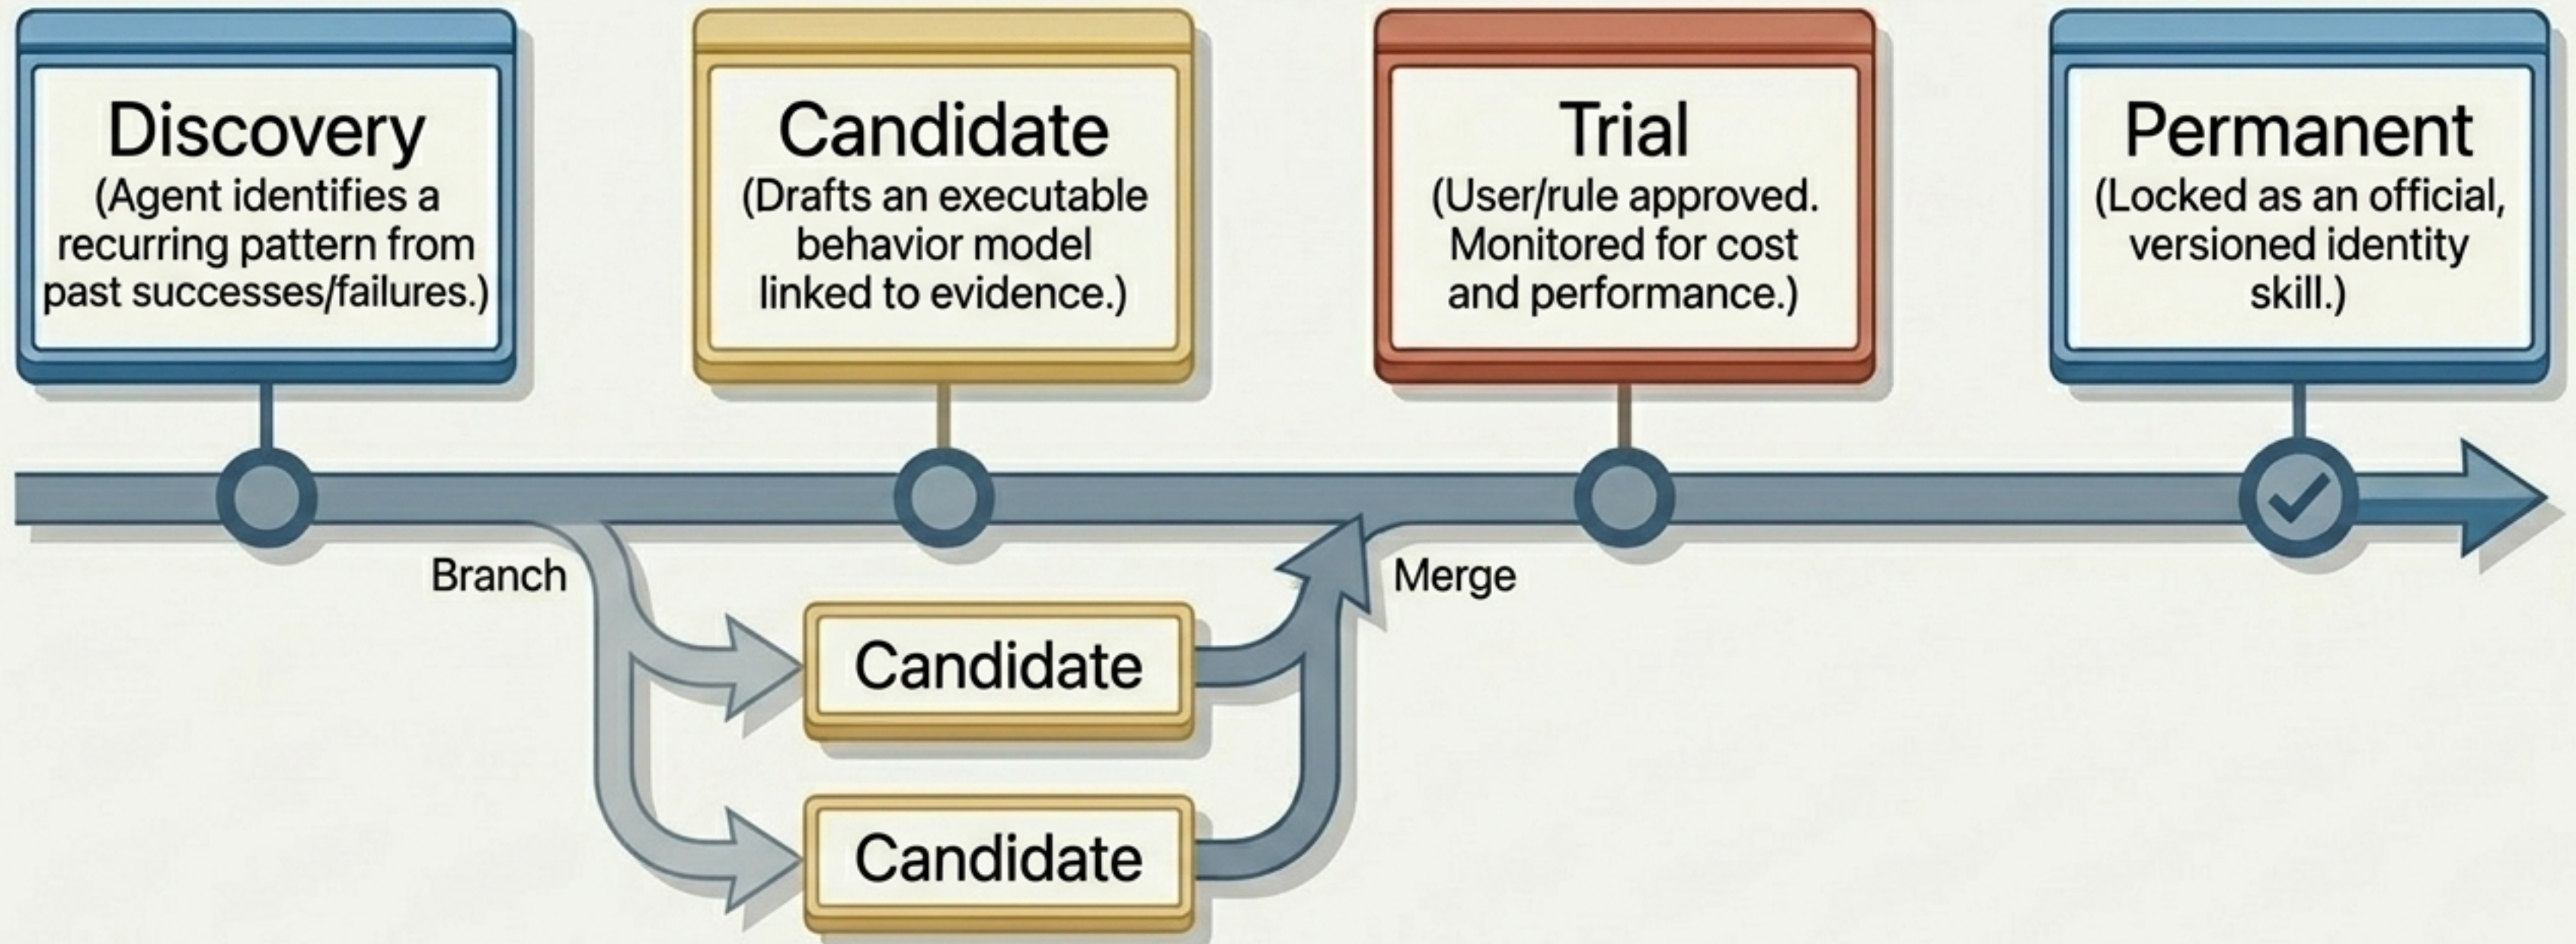 Discovery
(Agent identifies a
recurring pattern from
past successes/failures.)
Candidate
(Drafts an executable
behavior model
linked to evidence.)
Trial
(User/rule approved.
Monitored for cost
and performance.)
Permanent
(Locked as an official,
versioned identity
skill.)
Branch
Merge
Candidate
Candidate